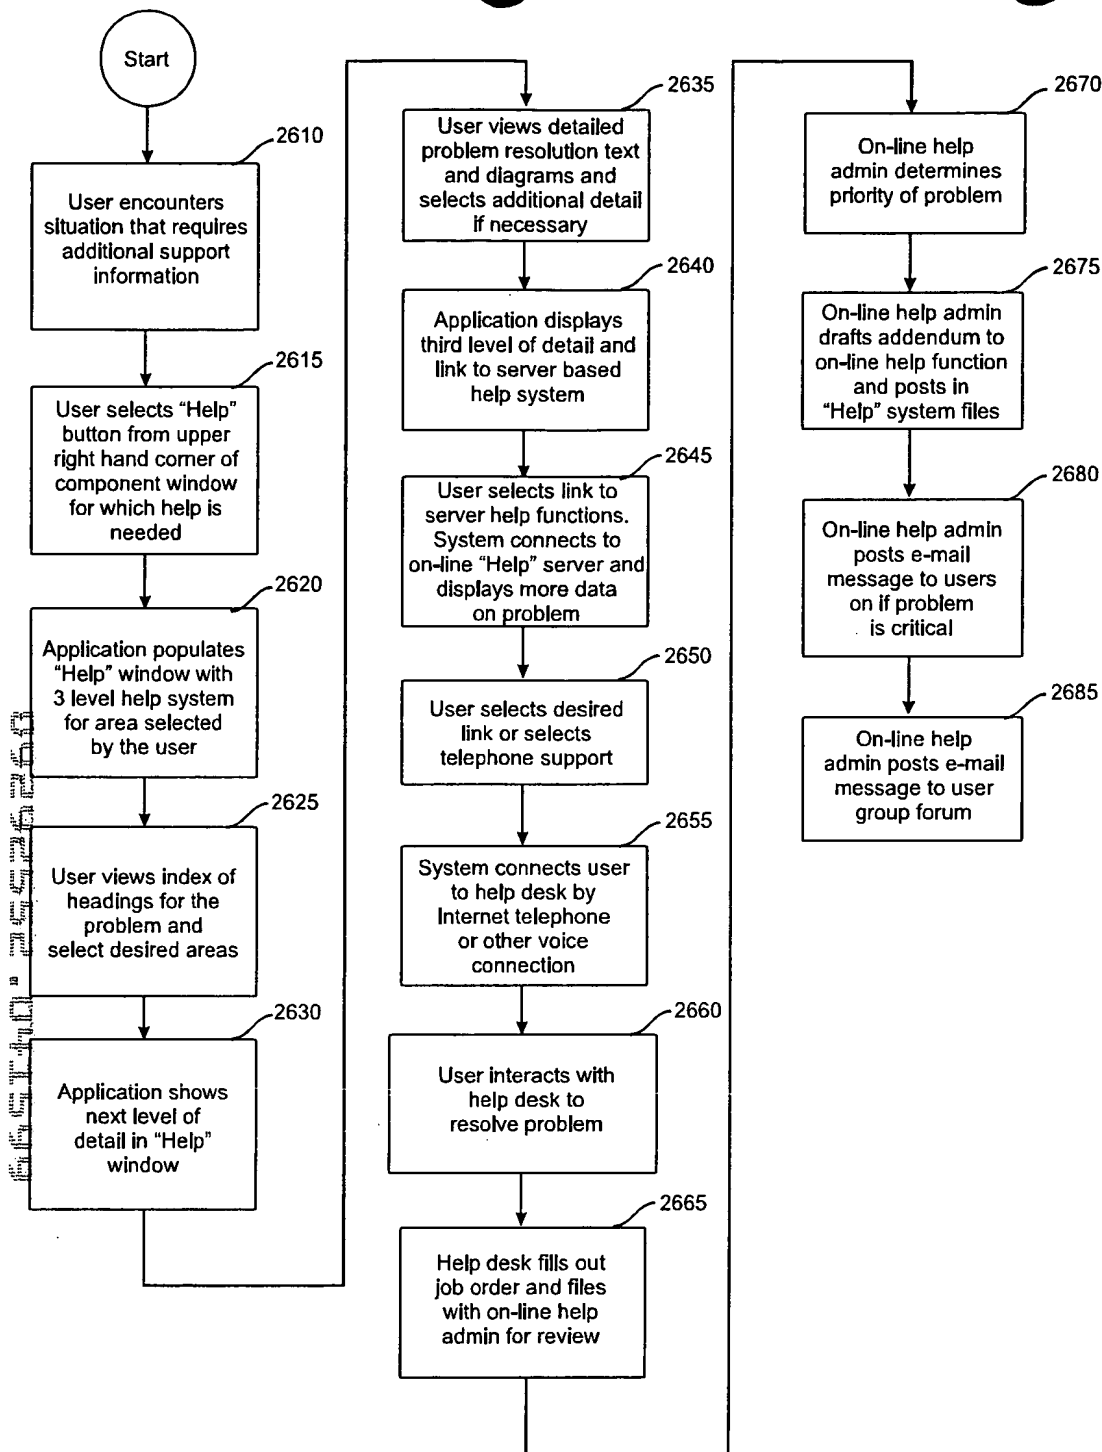 Start
2610
User encounters
situation that requires
additional support
information
2615
User selects “Help”
button from upper
right hand corner of
component window
for which help is
needed
2620
Application populates
“Help” window with
3 level help system
for area selected
by the user
2625
User views index of
headings for the
problem and
select desired areas
2630
Application shows
next level of
detail in “Help”
window
2635
User views detailed
problem resolution text
and diagrams and
selects additional detail
if necessary
2640
Application displays
third level of detail and
link to server based
help system
2645
User selects link to
server help functions.
System connects to
on-line “Help” server and
displays more data
on problem
2650
User selects desired
link or selects
telephone support
2655
System connects user
to help desk by
Internet telephone
or other voice
connection
2660
User interacts with
help desk to
resolve problem
2665
Help desk fills out
job order and files
with on-line help
admin for review
2670
On-line help
admin determines
priority of problem
2675
On-line help admin
drafts addendum to
on-line help function
and posts in
“Help” system files
2680
On-line help admin
posts e-mail
message to users
on if problem
is critical
2685
On-line help
admin posts e-mail
message to user
group forum